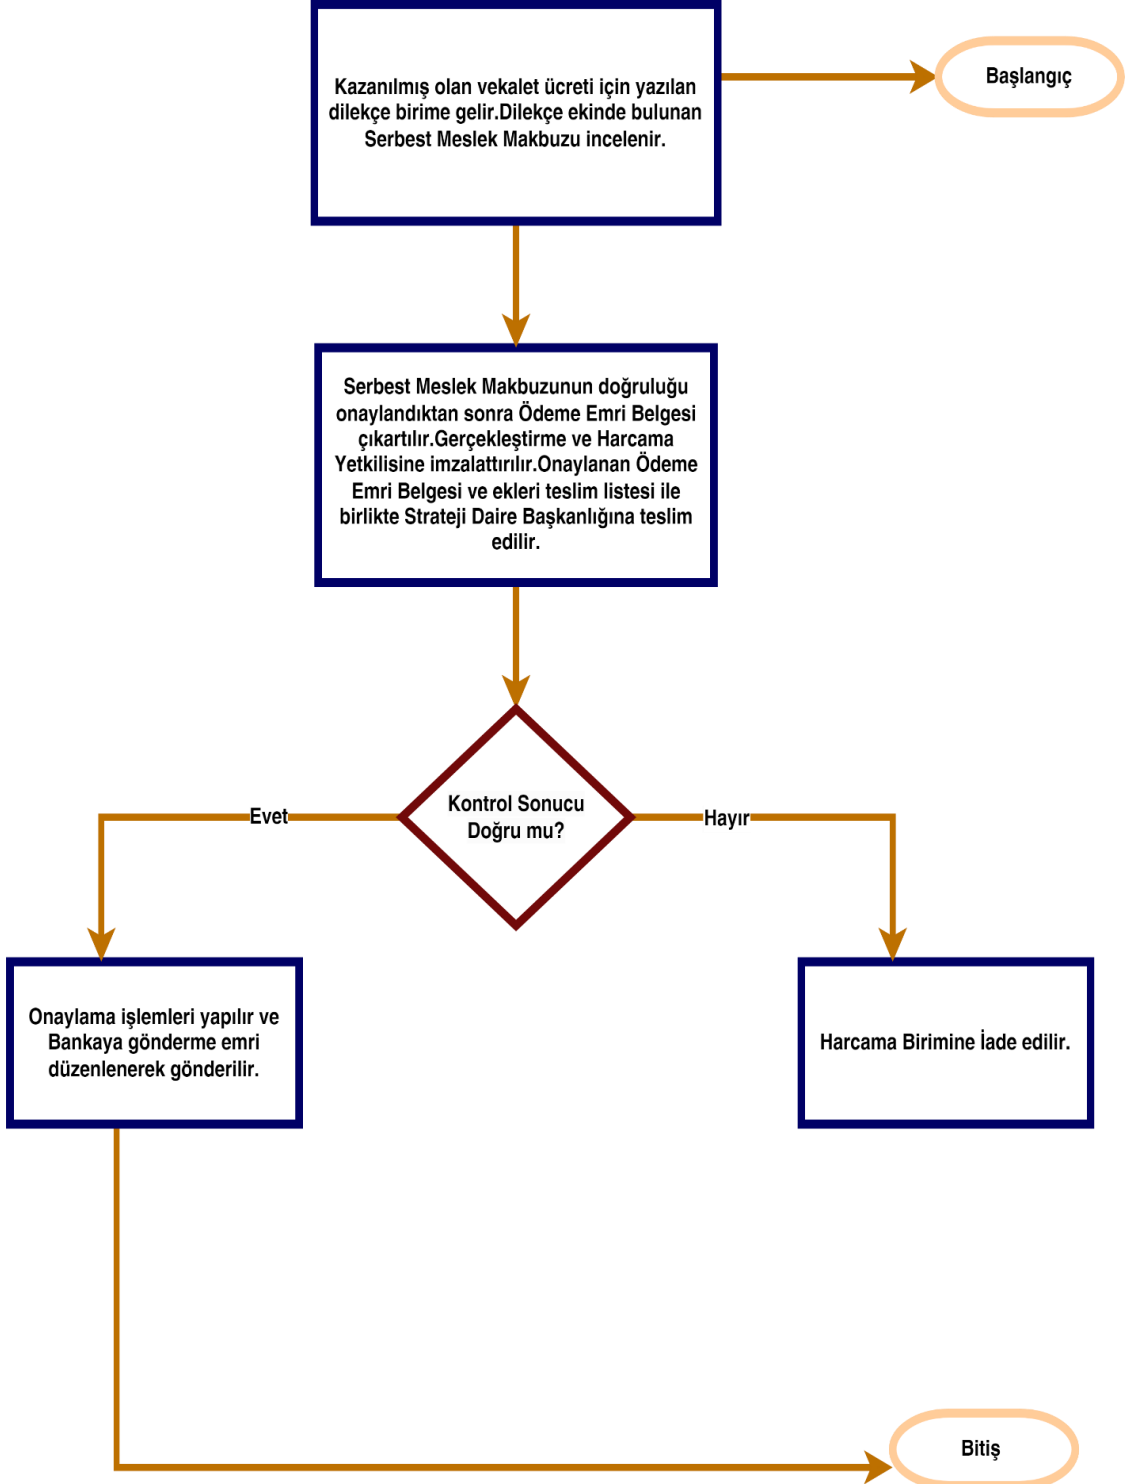 Kazanılmış olan vekalet ücreti için yazılan
dilekçe birime gelir.Dilekçe ekinde bulunan
Serbest Meslek Makbuzu incelenir.
Başlangıç
Serbest Meslek Makbuzunun doğruluğu
onaylandıktan sonra Ödeme Emri Belgesi
çıkartılır.Gerçekleştirme ve Harcama
Yetkilisine imzalattırılır.Onaylanan Ödeme
Emri Belgesi ve ekleri teslim listesi ile
birlikte Strateji Daire Başkanlığına teslim
edilir.
Kontrol Sonucu
Doğru mu?
Evet
Hayır
Onaylama işlemleri yapılır ve
Bankaya gönderme emri
düzenlenerek gönderilir.
Harcama Birimine İade edilir.
Bitiş